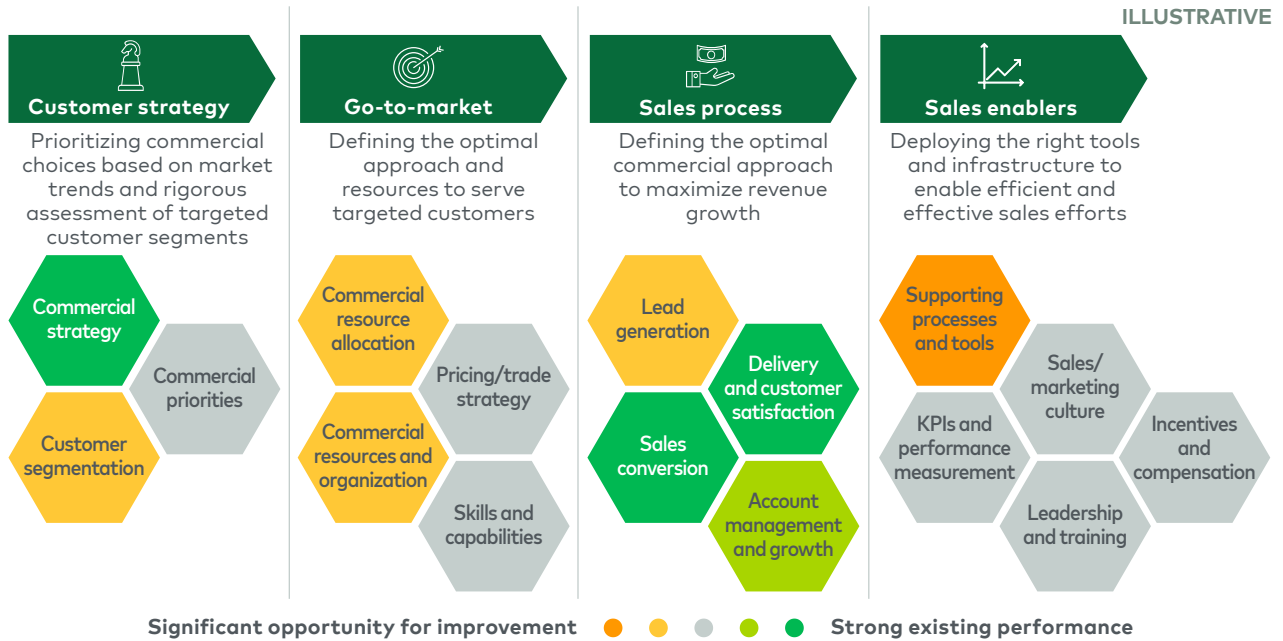 ILLUSTRATIVE
Customer strategy
Prioritizing commercial
choices based on market
trends and rigorous
assessment of targeted
customer segments
Commercial
strategy
Commercial
priorities
Customer
segmentation
Go-to-market
Defining the optimal
approach and
resources to serve
targeted customers
Commercial
resource
allocation
Pricing/trade
strategy
Commercial
resources and
organization
Skills and
capabilities
Sales process
Defining the optimal
commercial approach
to maximize revenue
growth
Lead
generation
Delivery
and customer
satisfaction
Sales
conversion
Account
management
and growth
Sales enablers
Deploying the right tools
and infrastructure to
enable efficient and
effective sales efforts
Supporting
processes
and tools
Sales/
marketing
culture
KPIs and
performance
measurement
Incentives
and
compensation
Leadership
and training
Significant opportunity for improvement
Strong existing performance